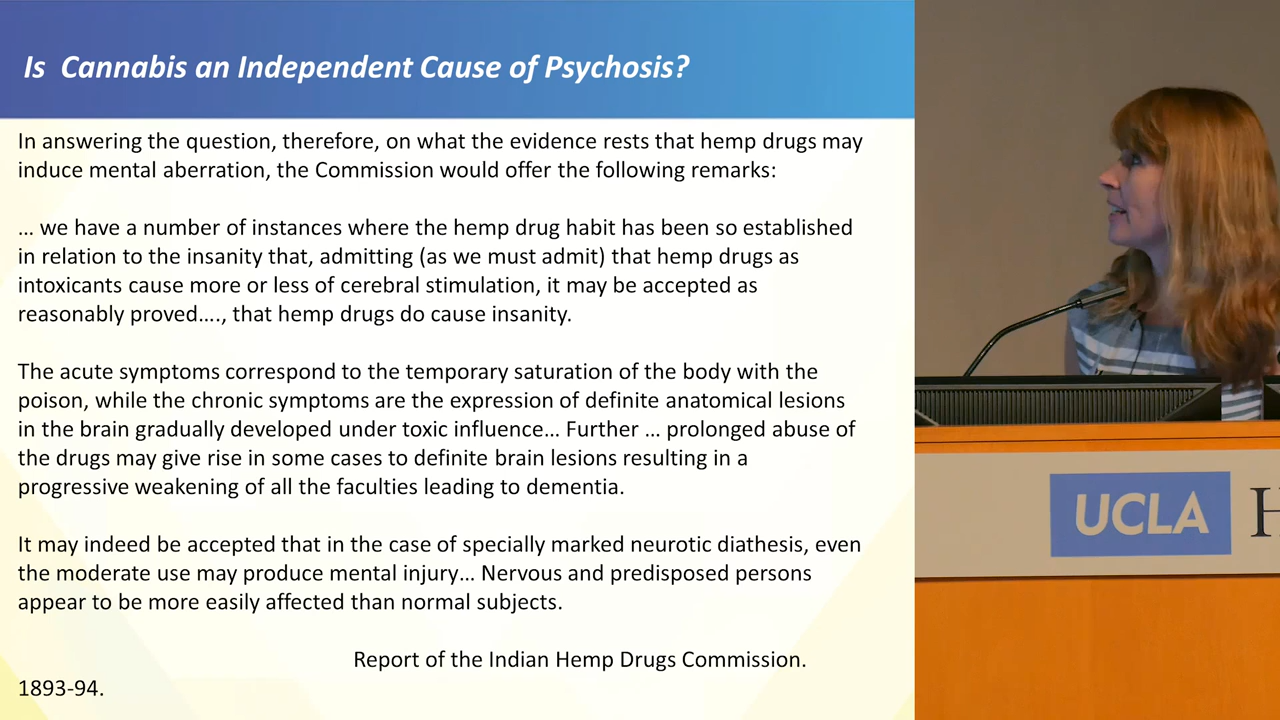 Is  Cannabis an Independent Cause of Psychosis?
In answering the question, therefore, on what the evidence rests that hemp drugs may
induce mental aberration, the Commission would offer the following remarks:
... we have a number of instances where the hemp drug habit has been so established
in relation to the insanity that, admitting (as we must admit) that hemp drugs as
intoxicants cause more or less of cerebral stimulation, it may be accepted as
reasonably proved…., that hemp drugs do cause insanity.
The acute symptoms correspond to the temporary saturation of the body with the
poison, while the chronic symptoms are the expression of definite anatomical lesions
in the brain gradually developed under toxic influence… Further … prolonged abuse of
the drugs may give rise in some cases to definite brain lesions resulting in a
progressive weakening of all the faculties leading to dementia.
It may indeed be accepted that in the case of specially marked neurotic diathesis, even
the moderate use may produce mental injury… Nervous and predisposed persons
appear to be more easily affected than normal subjects.
Report of the Indian Hemp Drugs Commission.
1893-94.
UCLA H